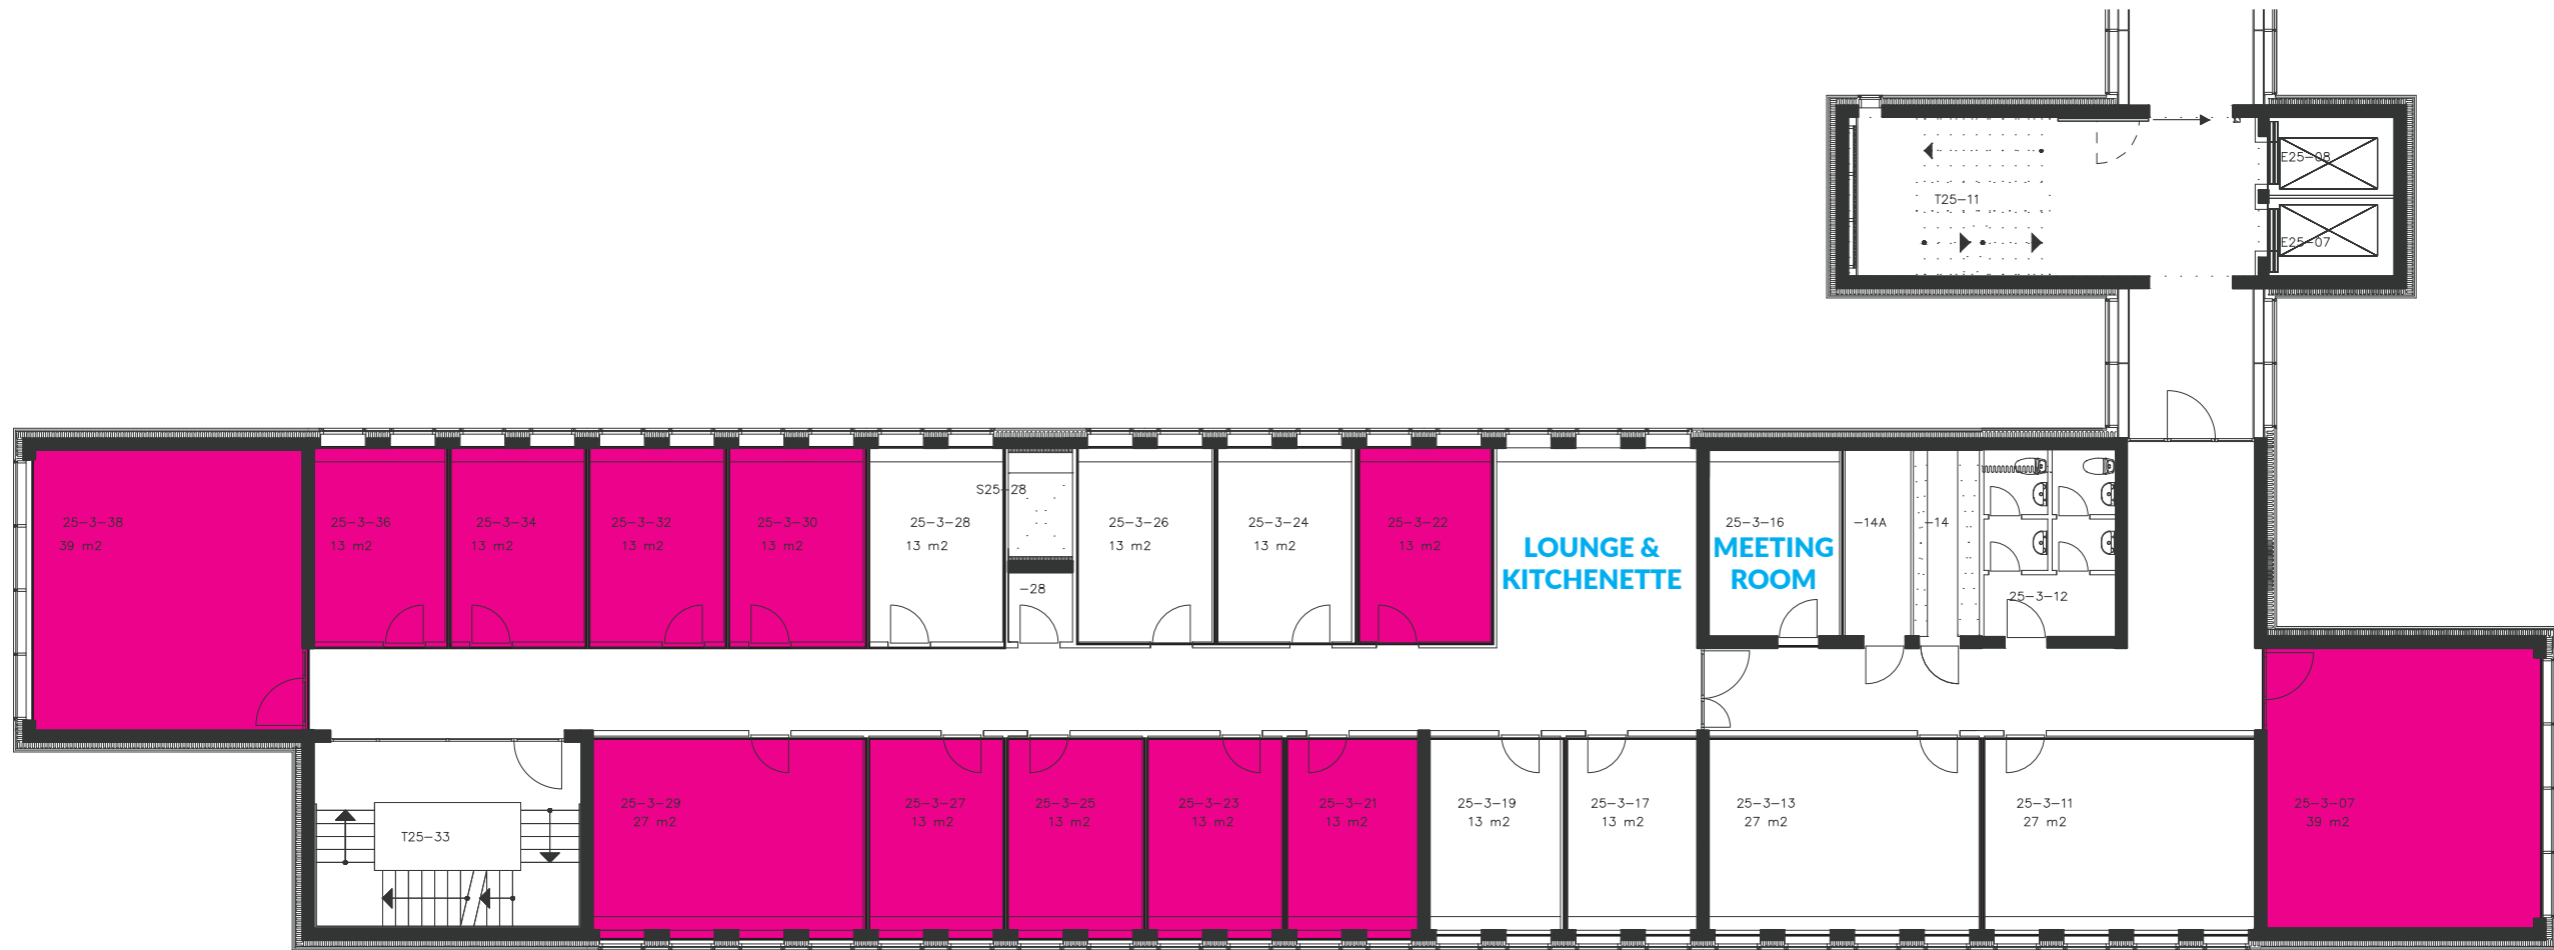 E25-08
T25-11
E25-07
S25-28
25-3-38
39 m2
25-3-36
13 m2
25-3-34
13 m2
25-3-32
13 m2
25-3-30
13 m2
25-3-28
13 m2
-28
25-3-26
13 m2
25-3-24
13 m2
25-3-22
13 m2
LOUNGE &
KITCHENETTE
25-3-16
MEETING
ROOM
-14A
-14
25-3-12
T25-33
25-3-29
27 m2
25-3-27
13 m2
25-3-25
13 m2
25-3-23
13 m2
25-3-21
13 m2
25-3-19
13 m2
25-3-17
13 m2
25-3-13
27 m2
25-3-11
27 m2
25-3-07
39 m2